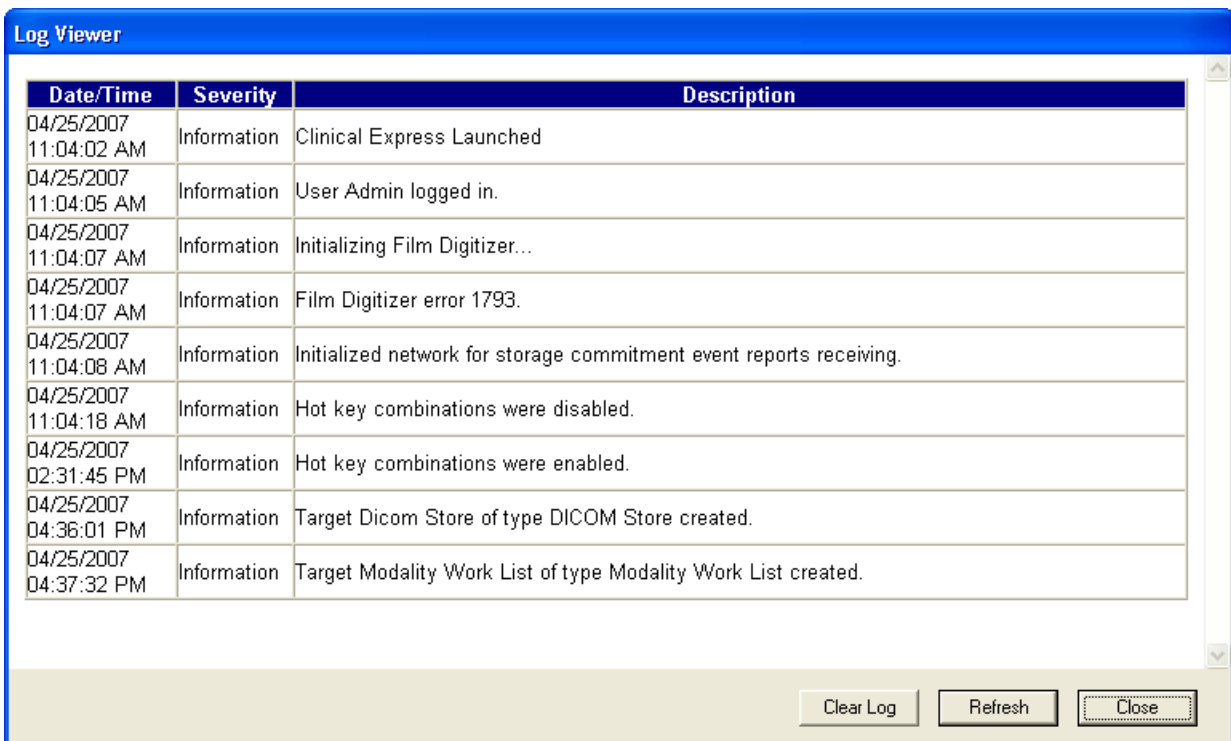 Log Viewer
Date/Time Severity Description
04/25/2007
11:04:02 AM Information Clinical Express Launched
04/25/2007
11:04:05 AM Information User Admin logged in.
04/25/2007
11:04:07 AM Information Initializing Film Digitizer...
04/25/2007
11:04:07 AM Information Film Digitizer error 1793.
04/25/2007
11:04:08 AM Information Initialized network for storage commitment event reports receiving.
04/25/2007
11:04:18 AM Information Hot key combinations were disabled.
04/25/2007
02:31:45 PM Information Hot key combinations were enabled.
04/25/2007
04:36:01 PM Information Target Dicom Store of type DICOM Store created.
04/25/2007
04:37:32 PM Information Target Modality Work List of type Modality Work List created.
Clear Log Refresh Close